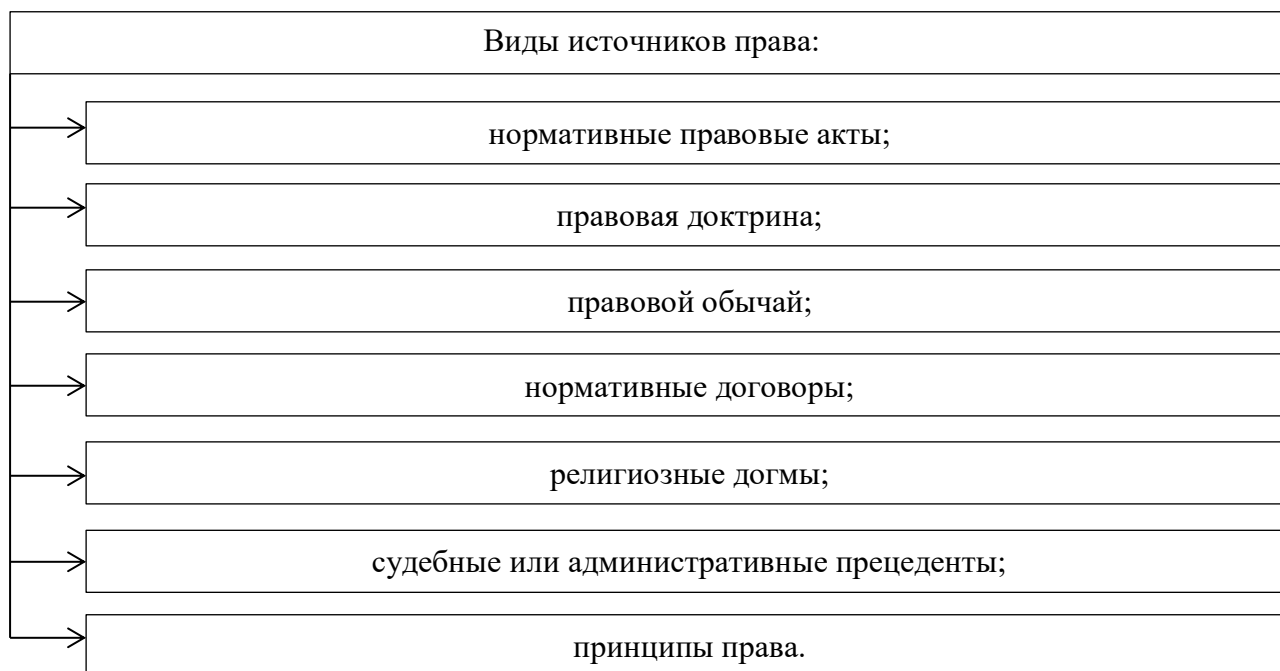 Виды источников права:
нормативные правовые акты;
правовая доктрина;
правовой обычай;
нормативные договоры;
религиозные догмы;
судебные или административные прецеденты;
принципы права.